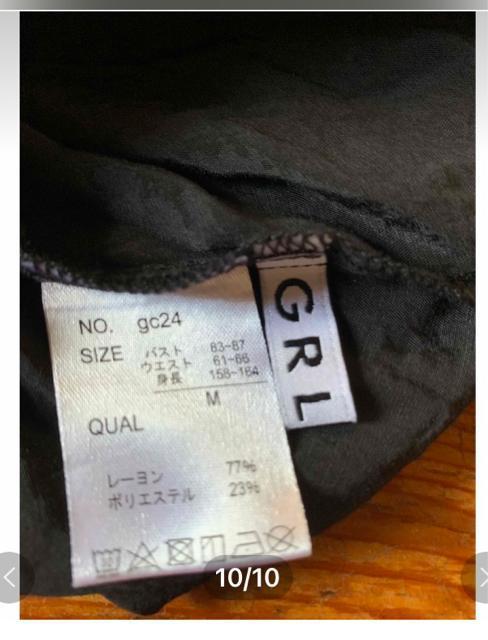 NO. gc24
SIZE
バスト 83~87
ウエスト 61~66
身長 158~164
M
QUAL
レーヨン 77%
ポリエステル 23%
GRL
10/10